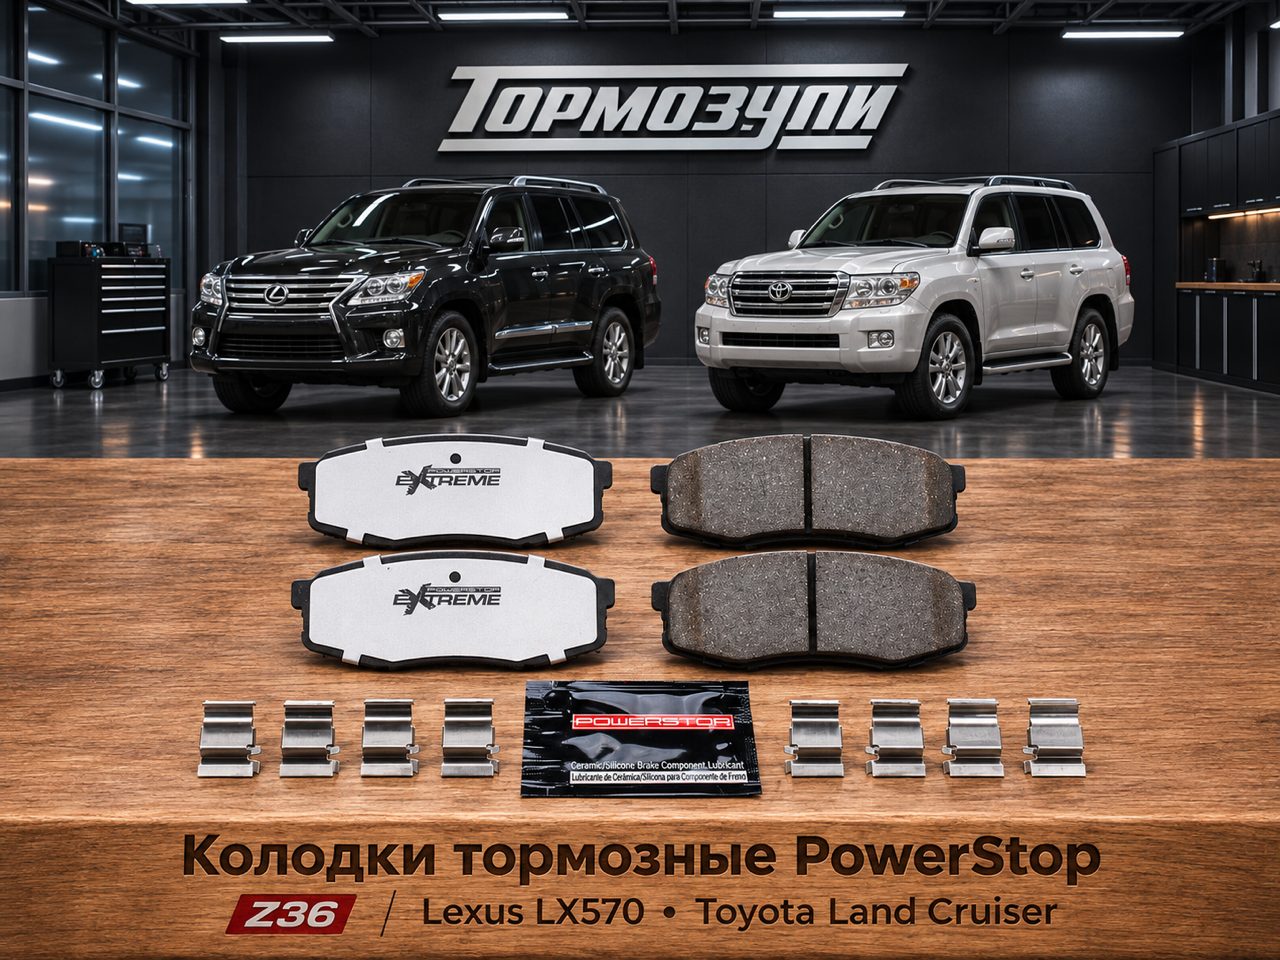 ТОРМОЗУЛИ
POWERSTOP
EXTREME
POWERSTOP
EXTREME
POWERSTOP
Ceramic/Silicone Brake Component Lubricant
Lubricante de Cerámica/Silicona para Componente de Freno
Колодки тормозные PowerStop
Z36 / Lexus LX570 • Toyota Land Cruiser